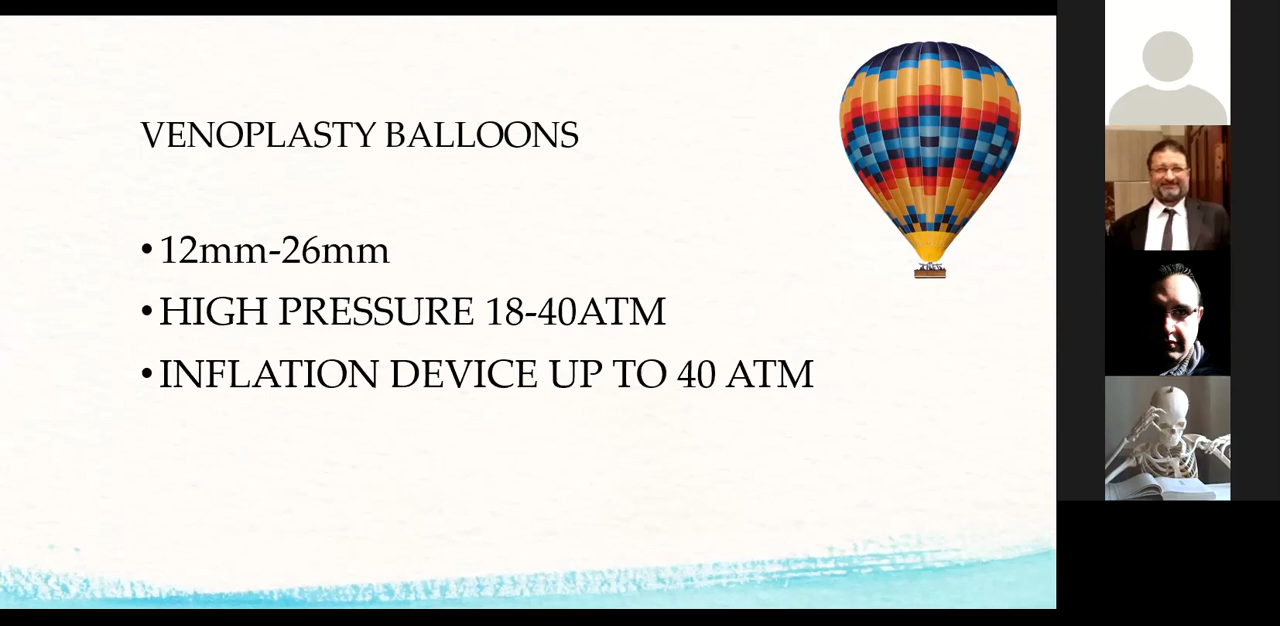 VENOPLASTY BALLOONS
•12mm-26mm
•HIGH PRESSURE 18-40ATM
•INFLATION DEVICE UP TO 40 ATM